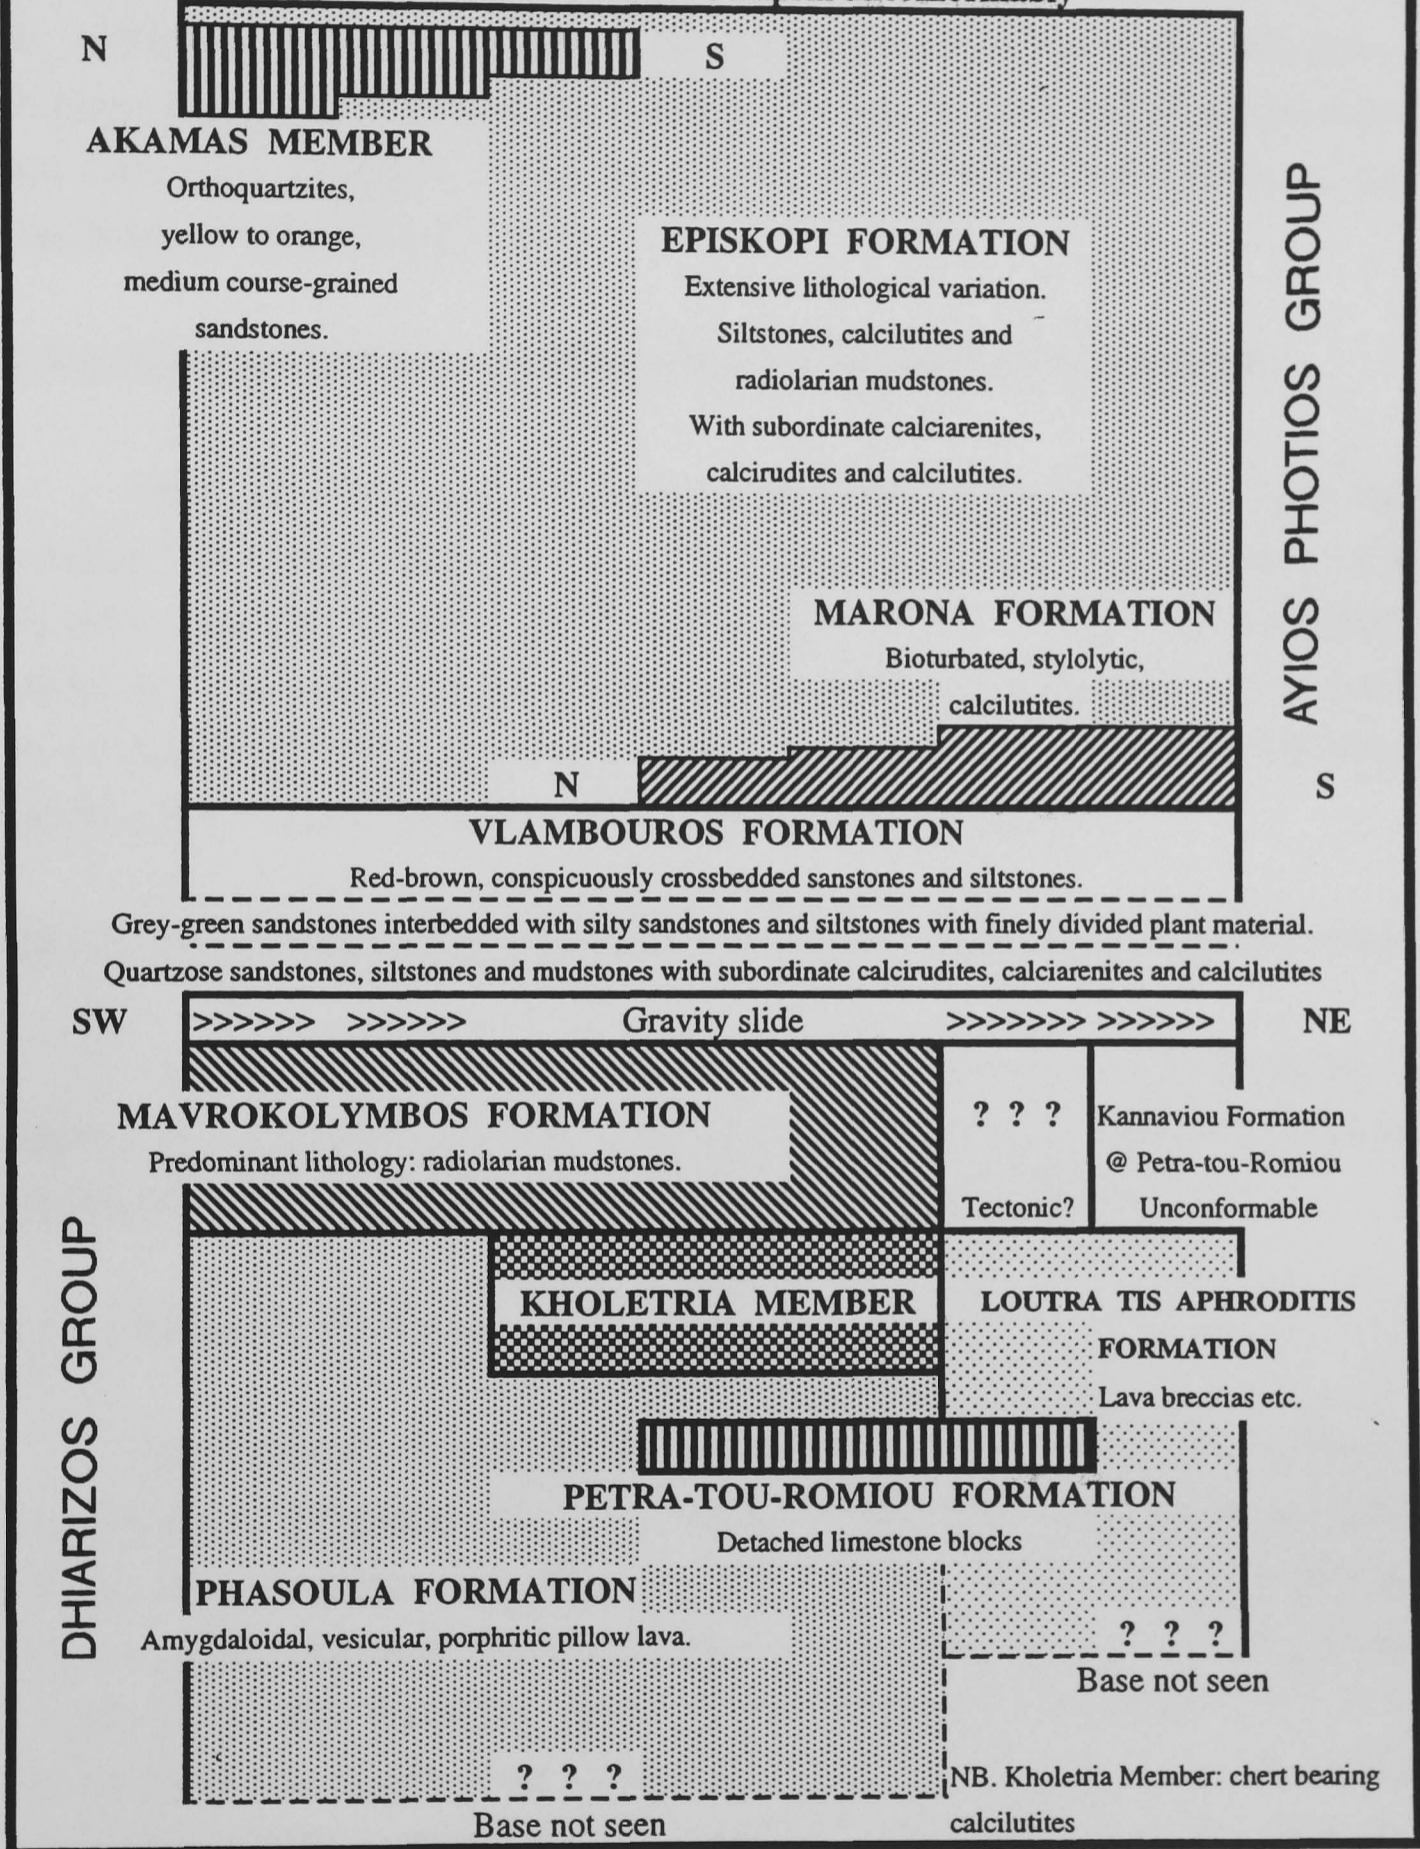 N
S
AKAMAS MEMBER
Orthoquartzites,
yellow to orange,
medium course-grained
sandstones.
EPISKOPI FORMATION
Extensive lithological variation.
Siltstones, calcilutites and
radiolarian mudstones.
With subordinate calciarenites,
calcirudites and calcilutites.
AYIOS PHOTIOS GROUP
MARONA FORMATION
Bioturbated, stylolytic,
calcilutites.
N
S
VLAMBOUROS FORMATION
Red-brown, conspicuously crossbedded sanstones and siltstones.
Grey-green sandstones interbedded with silty sandstones and siltstones with finely divided plant material.
Quartzose sandstones, siltstones and mudstones with subordinate calcirudites, calciarenites and calcilutites
SW >>>>>> >>>>>> Gravity slide >>>>>>> >>>>>> NE
MAVROKOLYMBOS FORMATION
Predominant lithology: radiolarian mudstones.
? ? ?
Tectonic?
Kannaviou Formation
@ Petra-tou-Romiou
Unconformable
DHIARIZOS GROUP
KHOLETRIA MEMBER
LOUTRA TIS APHRODITIS
FORMATION
Lava breccias etc.
PETRA-TOU-ROMIOU FORMATION
Detached limestone blocks
PHASOULA FORMATION
Amygdaloidal, vesicular, porphritic pillow lava.
? ? ?
Base not seen
? ? ?
Base not seen
NB. Kholetria Member: chert bearing
calcilutites